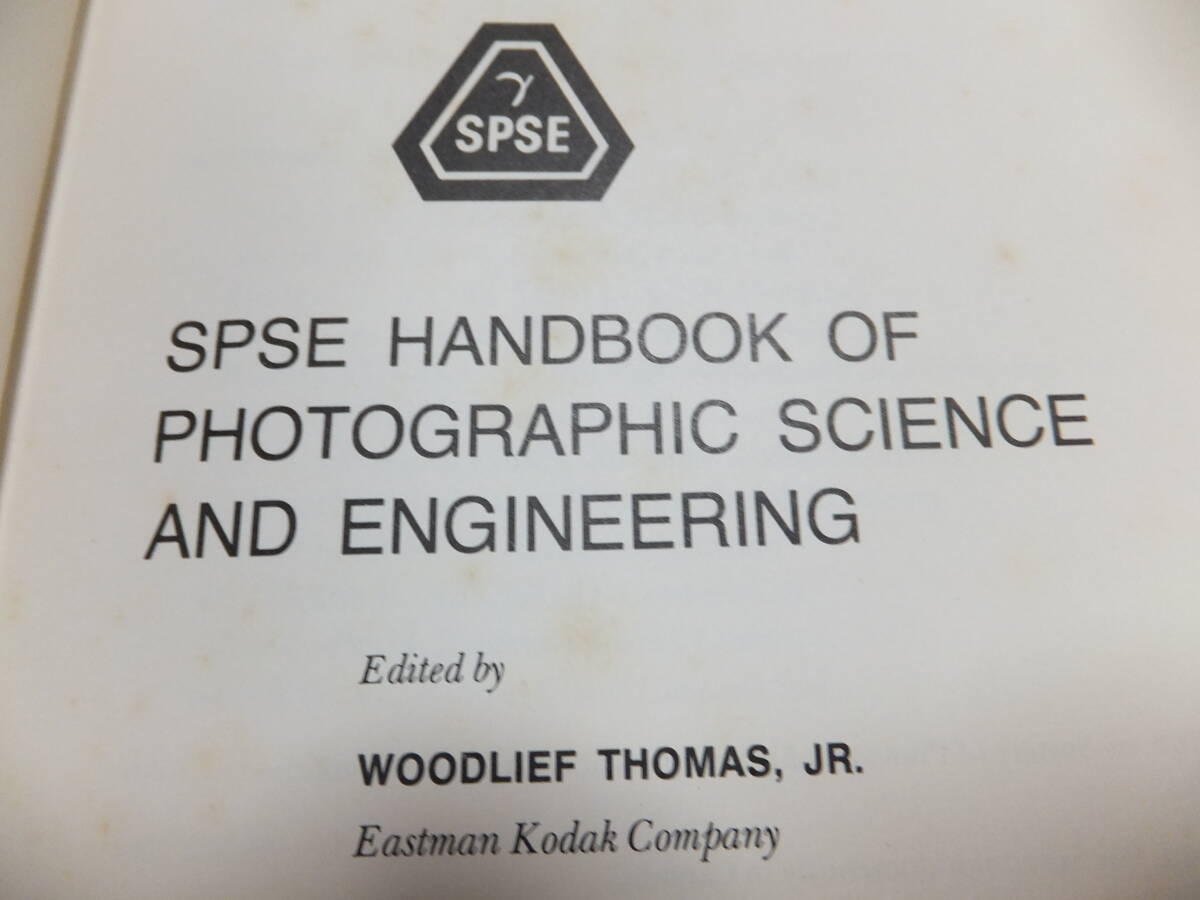 γ
SPSE
SPSE HANDBOOK OF
PHOTOGRAPHIC SCIENCE
AND ENGINEERING
Edited by
WOODLIEF THOMAS, JR.
Eastman Kodak Company